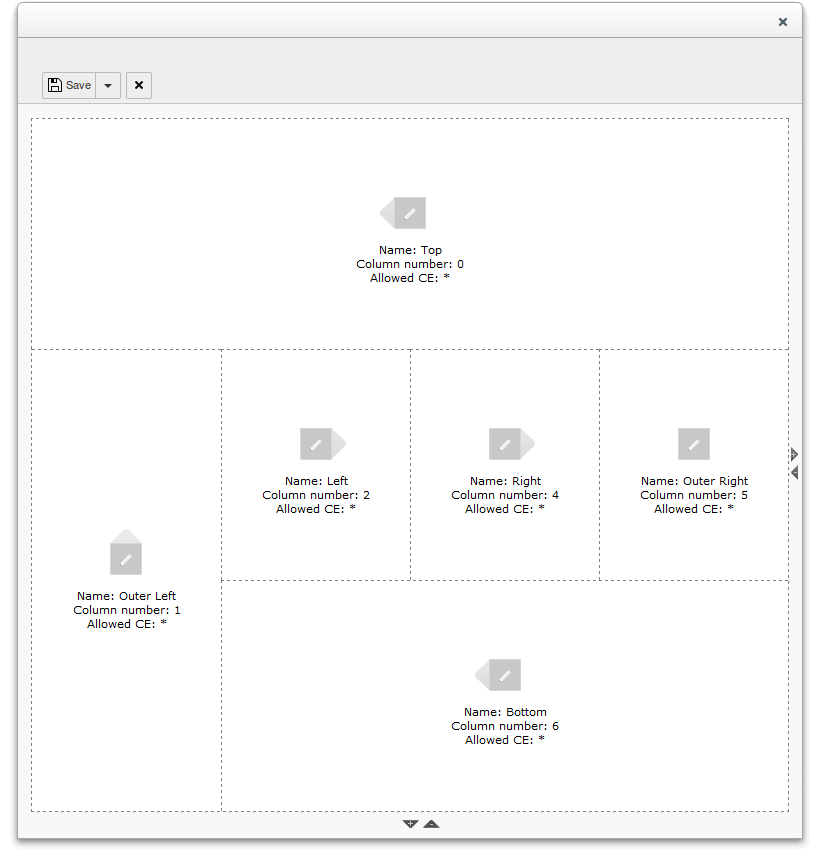 Save
Name: Top
Column number: 0
Allowed CE: *
Name: Left
Column number: 2
Allowed CE: *
Name: Right
Column number: 4
Allowed CE: *
Name: Outer Right
Column number: 5
Allowed CE: *
Name: Outer Left
Column number: 1
Allowed CE: *
Name: Bottom
Column number: 6
Allowed CE: *